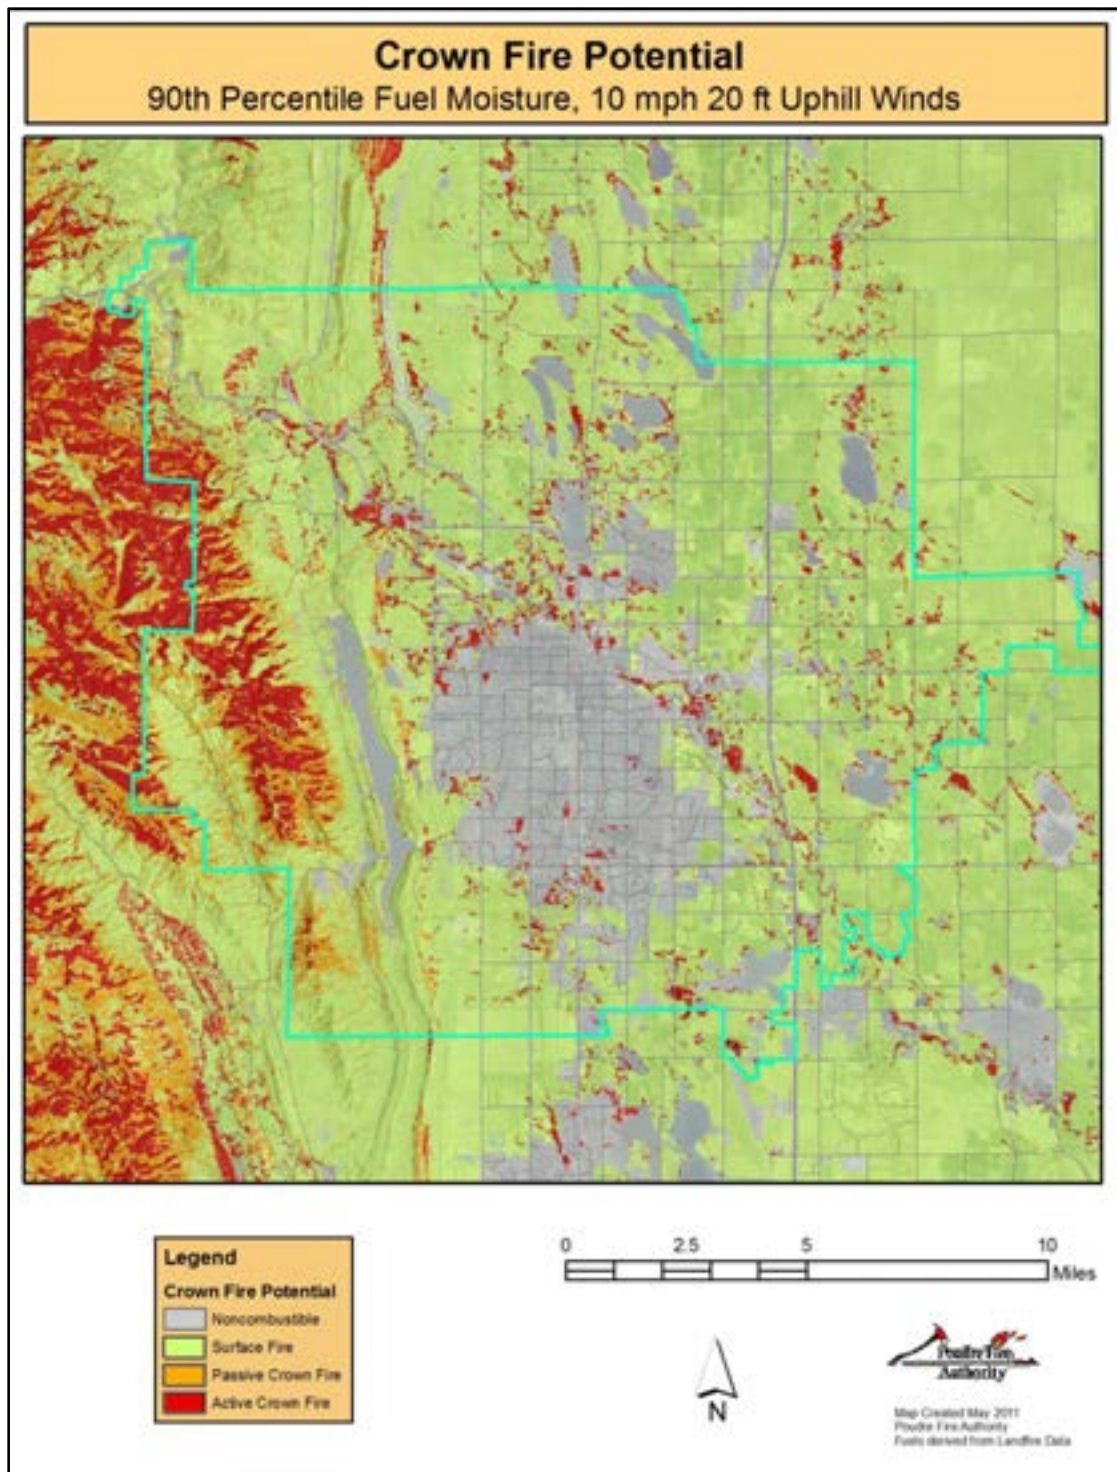 Crown Fire Potential
90th Percentile Fuel Moisture, 10 mph 20 ft Uphill Winds
Legend
Crown Fire Potential
Noncombustible
Surface Fire
Passive Crown Fire
Active Crown Fire
0 2.5 5 10
Miles
N
Poudre Fire
Authority
Map Created May 2011
Poudre Fire Authority
Fuels derived from Landfire Data